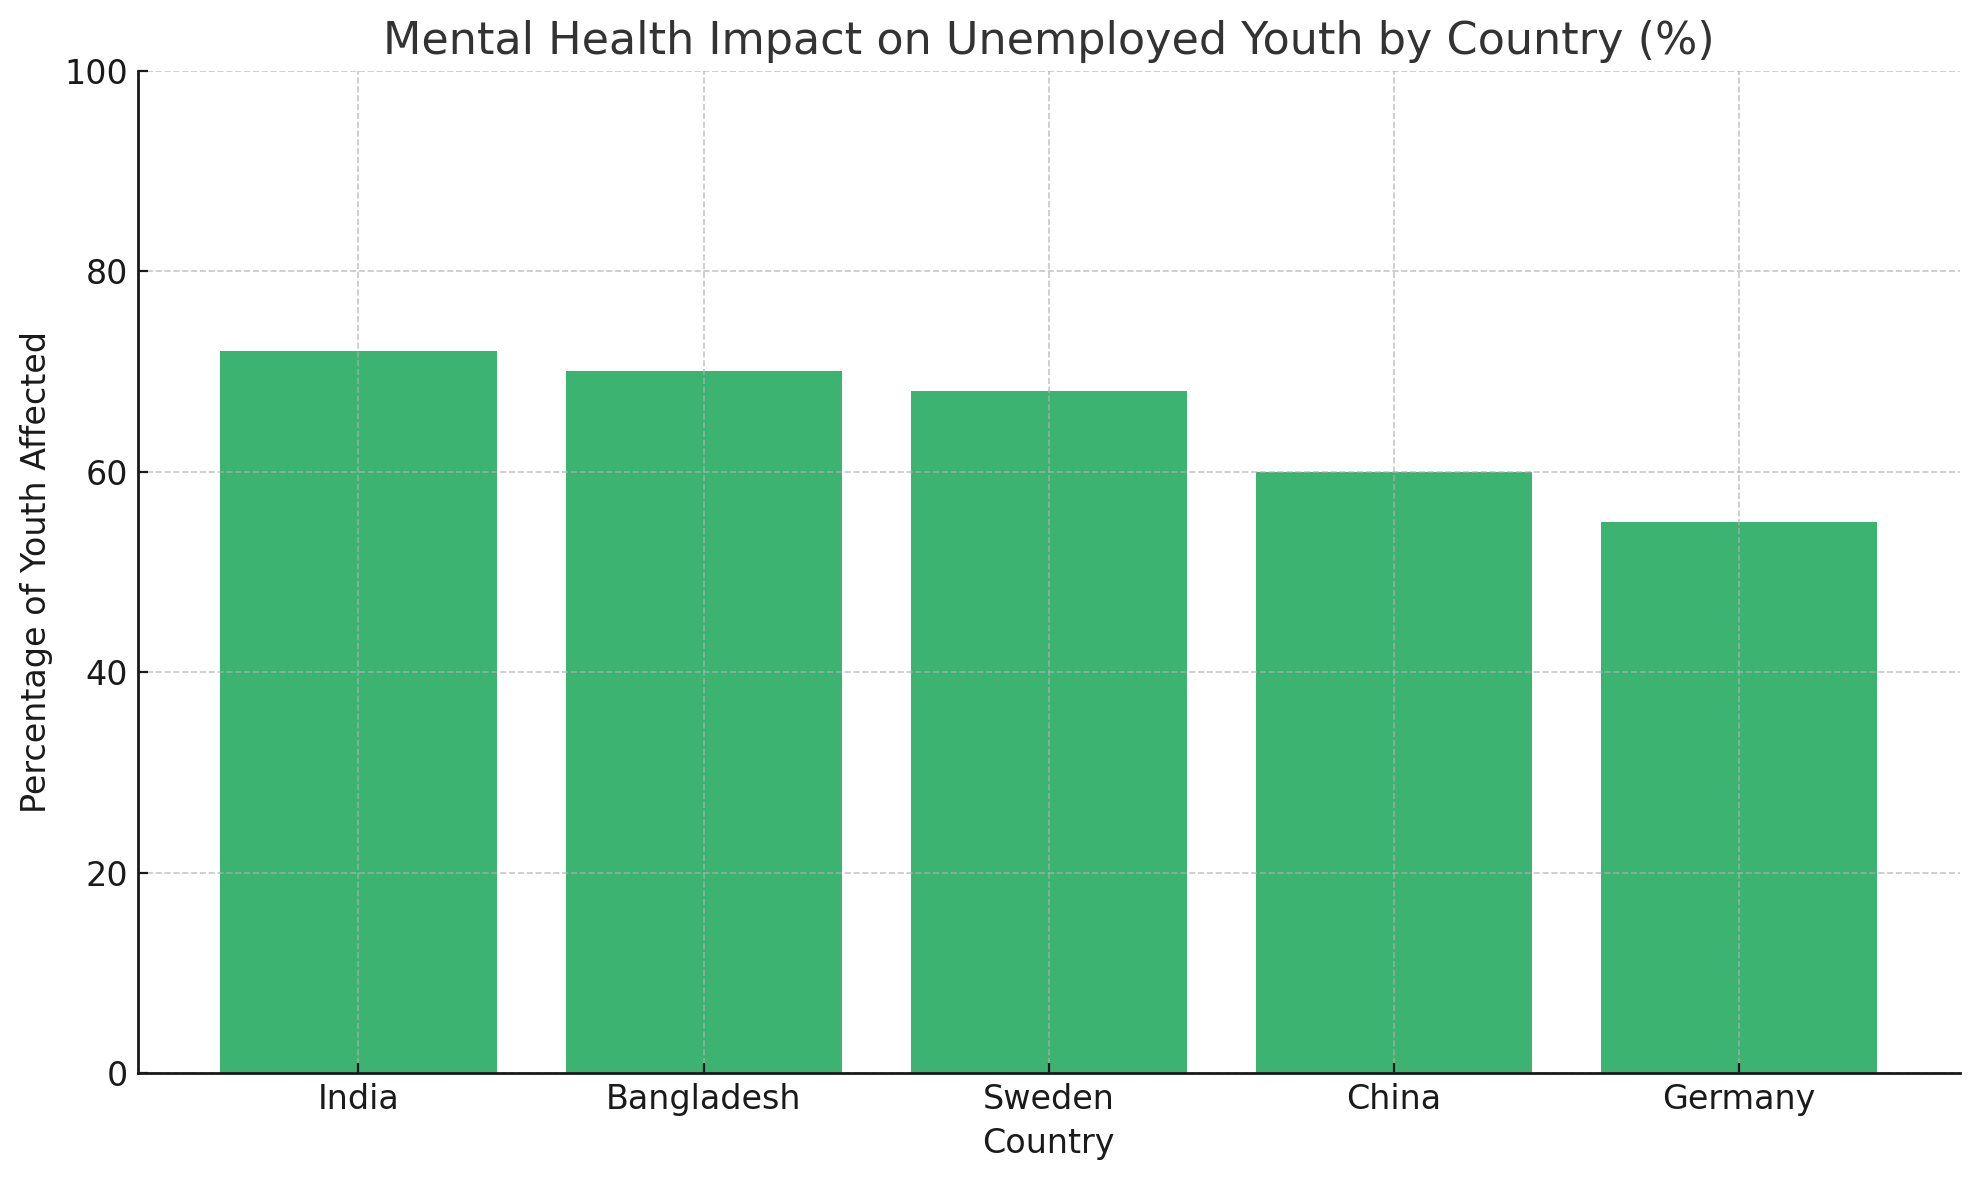 Mental Health Impact on Unemployed Youth by Country (%)
Percentage of Youth Affected
100
80
60
40
20
0
India Bangladesh Sweden China Germany
Country